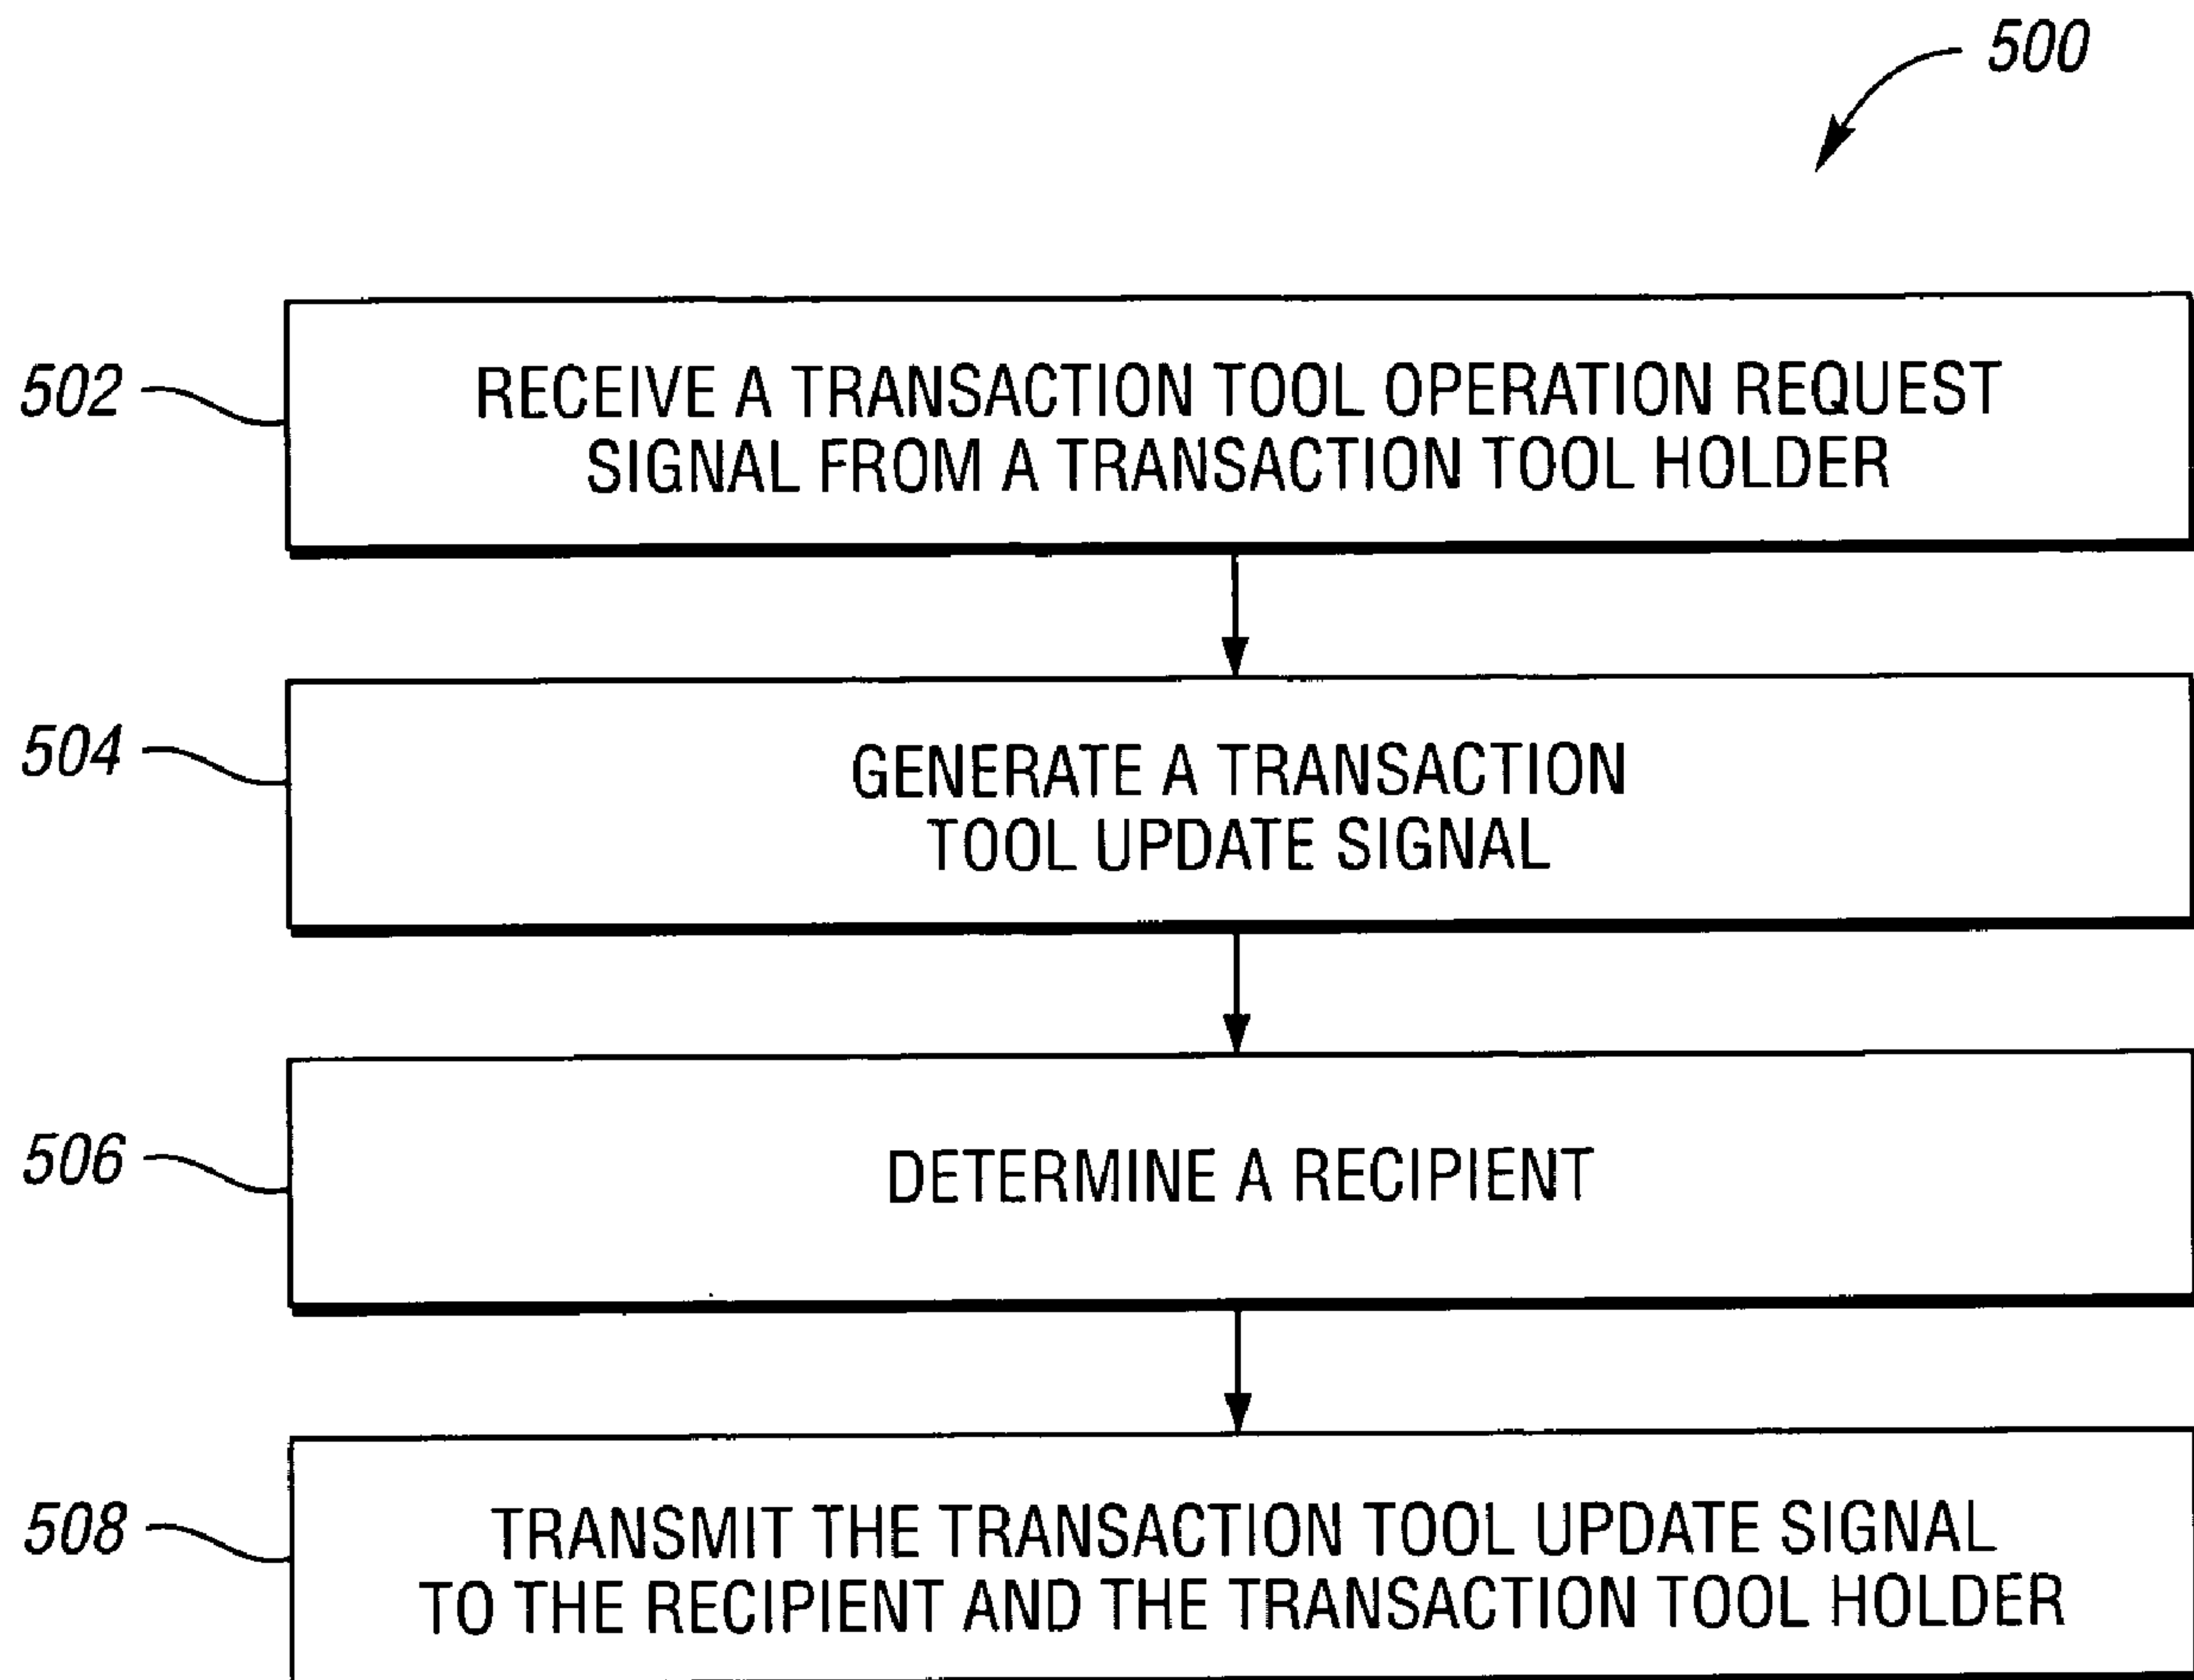 500
502
RECEIVE A TRANSACTION TOOL OPERATION REQUEST
SIGNAL FROM A TRANSACTION TOOL HOLDER
504
GENERATE A TRANSACTION
TOOL UPDATE SIGNAL
506
DETERMINE A RECIPIENT
508
TRANSMIT THE TRANSACTION TOOL UPDATE SIGNAL
TO THE RECIPIENT AND THE TRANSACTION TOOL HOLDER